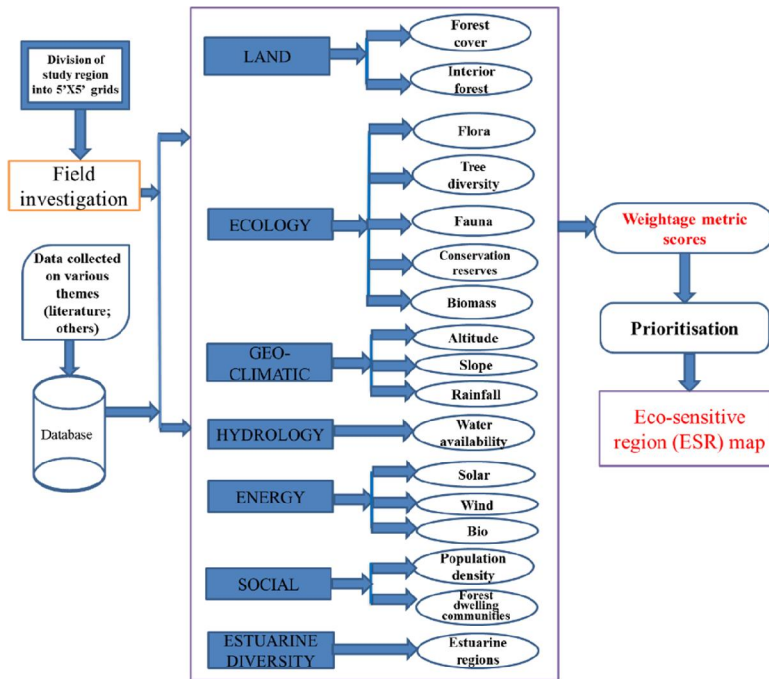 Division of
study region
into 5'X5' grids
Field
investigation
Data collected
on various
themes
(literature;
others)
Database
LAND
Forest
cover
Interior
forest
ECOLOGY
Flora
Tree
diversity
Fauna
Conservation
reserves
Biomass
GEO-
CLIMATIC
Altitude
Slope
Rainfall
HYDROLOGY
Water
availability
ENERGY
Solar
Wind
Bio
SOCIAL
Population
density
Forest
dwelling
communities
ESTUARINE
DIVERSITY
Estuarine
regions
Weightage metric
scores
Prioritisation
Eco-sensitive
region (ESR) map